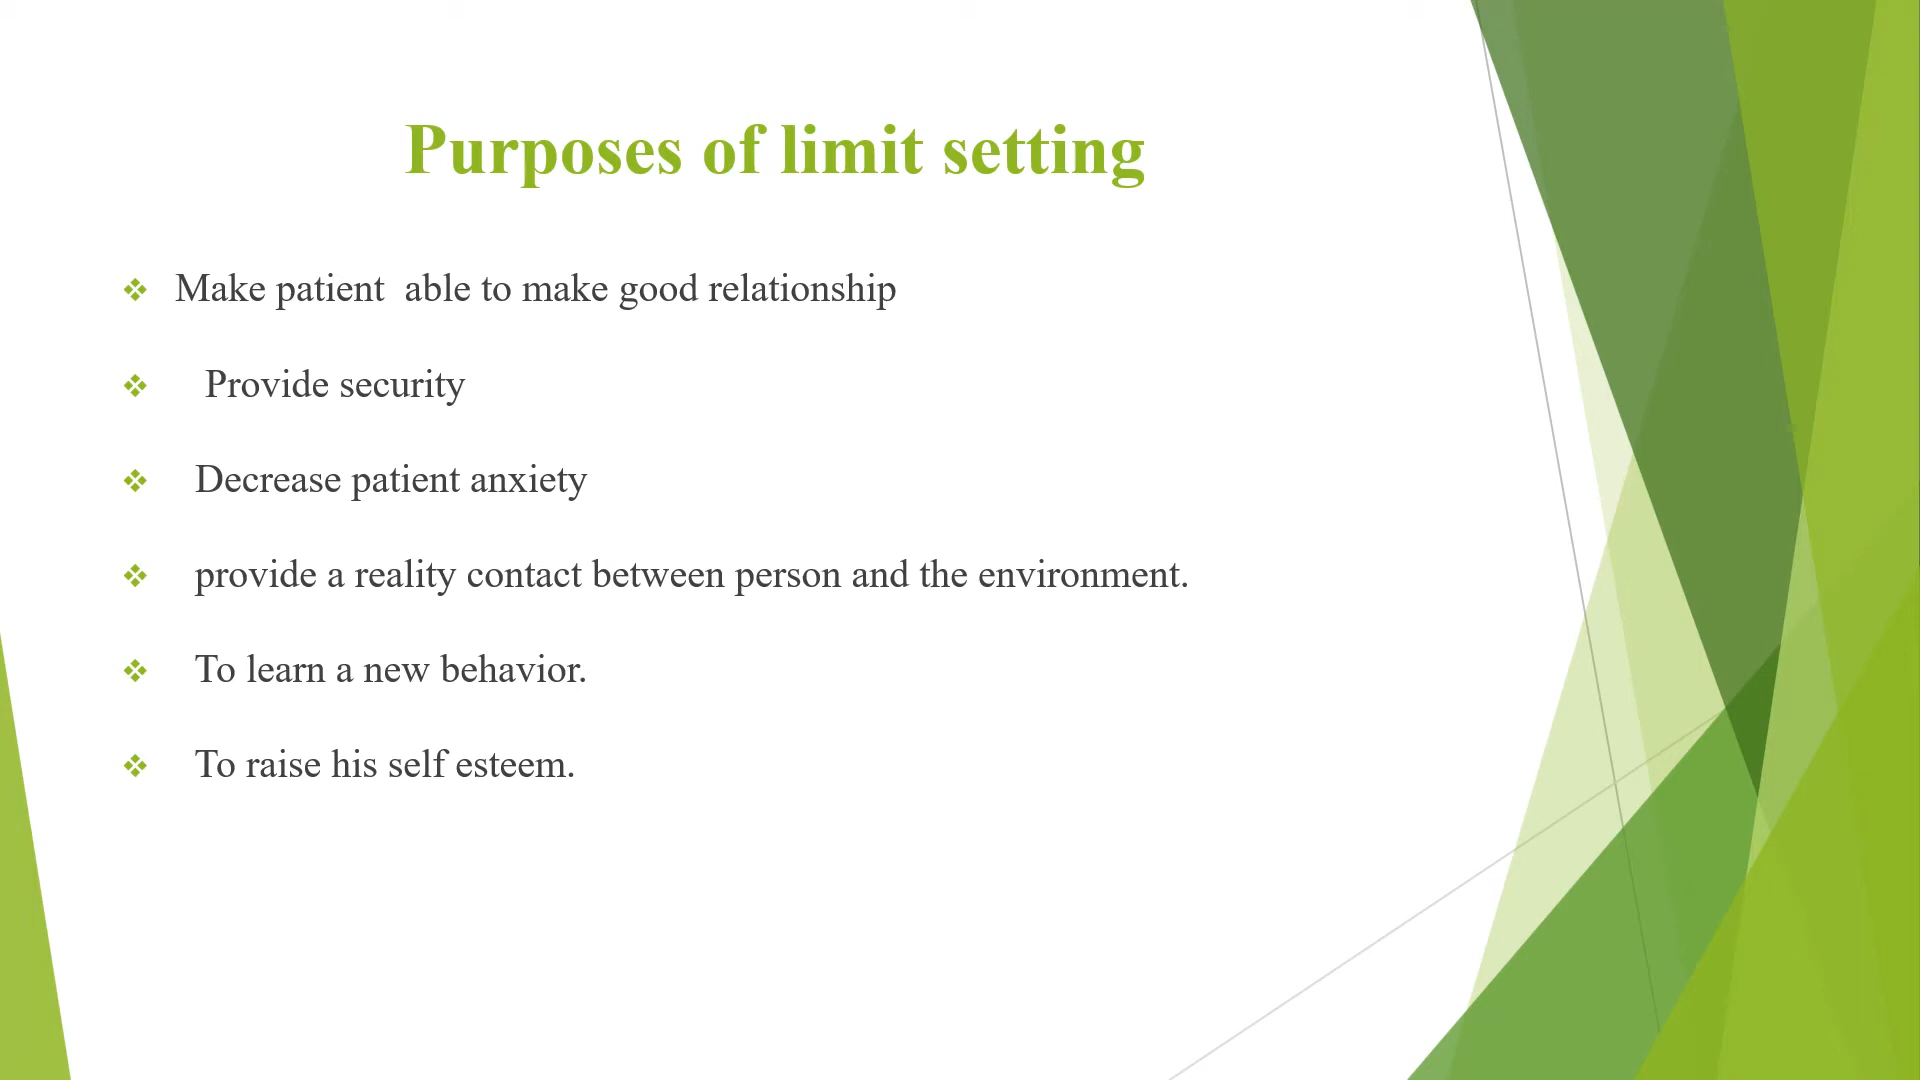 Purposes of limit setting
❖ Make patient  able to make good relationship
❖ Provide security
❖ Decrease patient anxiety
❖ provide a reality contact between person and the environment.
❖ To learn a new behavior.
❖ To raise his self esteem.